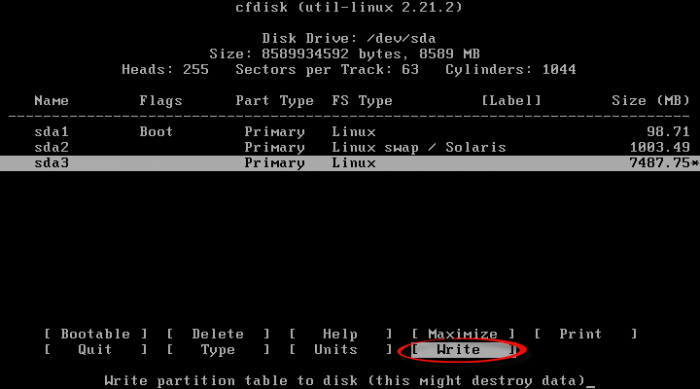 cfdisk (util-linux 2.21.2)
Disk Drive: /dev/sda
Size: 8589934592 bytes, 8589 MB
Heads: 255   Sectors per Track: 63   Cylinders: 1044
Name   Flags   Part Type   FS Type   [Label]   Size (MB)
sda1   Boot   Primary   Linux   98.71
sda2   Primary   Linux swap / Solaris   1003.49
sda3   Primary   Linux   7487.75*
[ Bootable ]   [ Delete ]   [ Help ]   [ Maximize ]   [ Print ]
[ Quit ]   [ Type ]   [ Units ]   [ Write ]
Write partition table to disk (this might destroy data)_